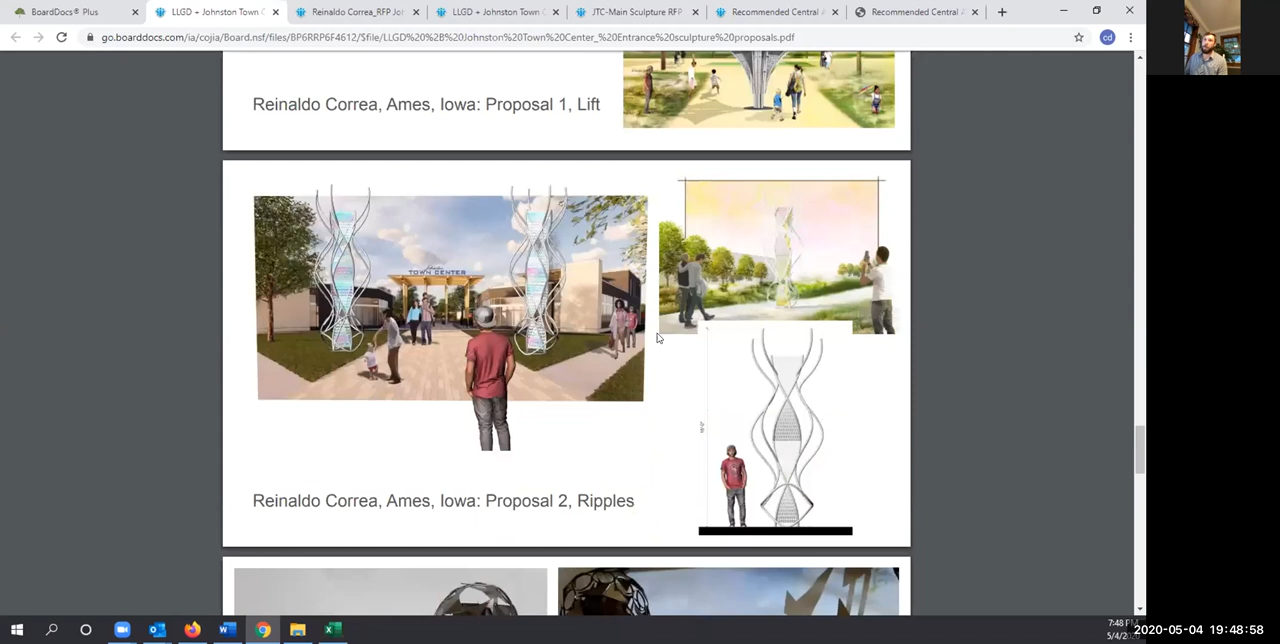 BoardDocs® Plus
LLGD + Johnston Town C
Reinaldo Correa_RFP Joh
LLGD + Johnston Town C
JTC-Main Sculpture RFP
Recommended Central A
Recommended Central A
go.boarddocs.com/ia/cojia/Board.nsf/files/BP6RRP6F4612/$file/LLGD%20%2B%20Johnston%20Town%20Center_%20Entrance%20sculpture%20proposals.pdf
cd
Reinaldo Correa, Ames, Iowa: Proposal 1, Lift
TOWN CENTER
Reinaldo Correa, Ames, Iowa: Proposal 2, Ripples
7:48 PM
5/4/2020
2020-05-04 19:48:58